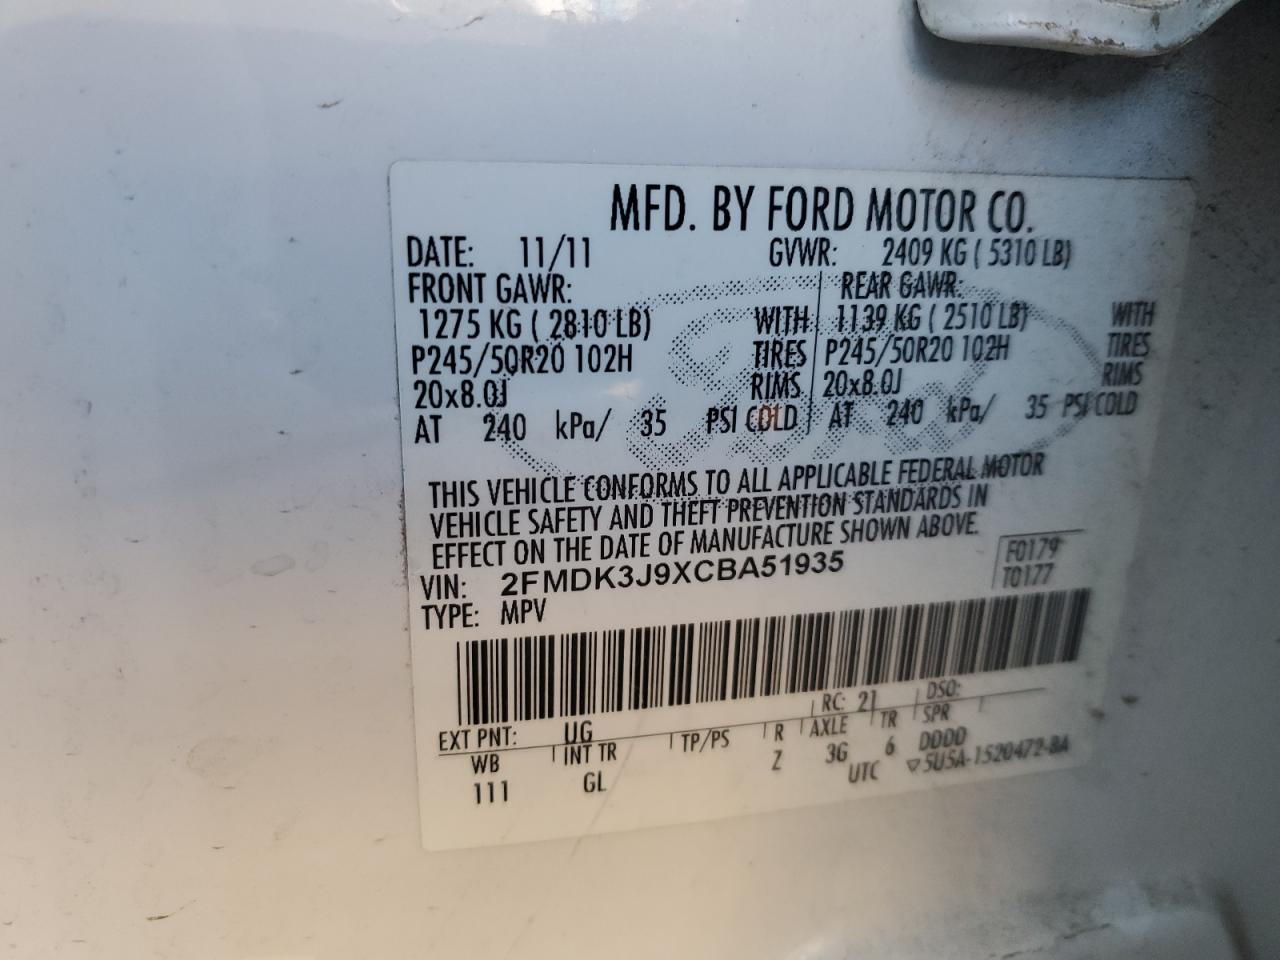 MFD. BY FORD MOTOR CO.
DATE: 11/11 GVWR: 2409 KG ( 5310 LB)
FRONT GAWR: REAR GAWR:
1275 KG ( 2810 LB) WITH 1139 KG ( 2510 LB) WITH
P245/50R20 102H TIRES P245/50R20 102H TIRES
20x8.0J RIMS 20x8.0J RIMS
AT 240 kPa/ 35 PSI COLD AT 240 kPa/ 35 PSI COLD
THIS VEHICLE CONFORMS TO ALL APPLICABLE FEDERAL MOTOR
VEHICLE SAFETY AND THEFT PREVENTION STANDARDS IN
EFFECT ON THE DATE OF MANUFACTURE SHOWN ABOVE.
VIN: 2FMDK3J9XCBA51935 F0179
TYPE: MPV T0177
EXT PNT: UG RC: 21 DSO:
WB INT TR TP/PS R AXLE TR SPR
111 GL Z 3G 6 DDDD
UTC ▽5U5A-1520472-BA